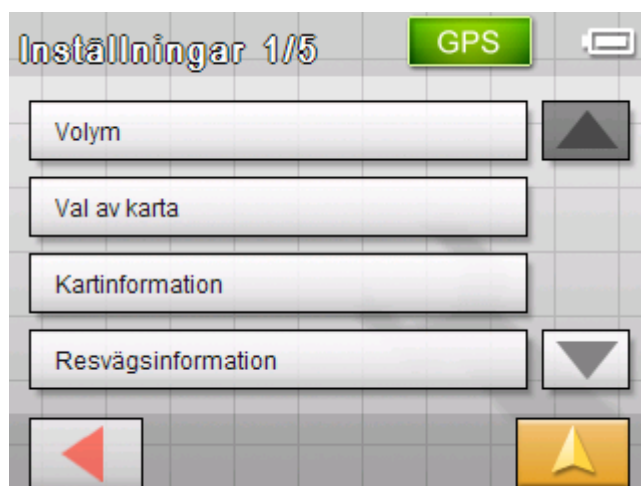 Inställningar 1/5
GPS
Volym
Val av karta
Kartinformation
Resvägsinformation